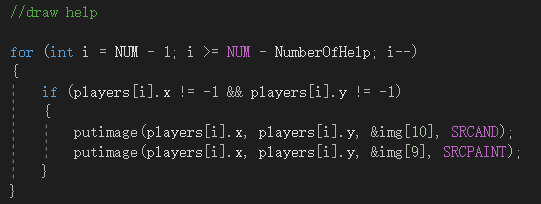 //draw help
for (int i = NUM - 1; i >= NUM - NumberOfHelp; i--)
{
if (players[i].x != -1 && players[i].y != -1)
{
putimage(players[i].x, players[i].y, &img[10], SRCAND);
putimage(players[i].x, players[i].y, &img[9], SRCPAINT);
}
}